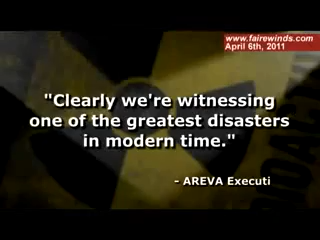 www.fairewinds.com
April 6th, 2011
"Clearly we're witnessing
one of the greatest disasters
in modern time."
- AREVA Executi